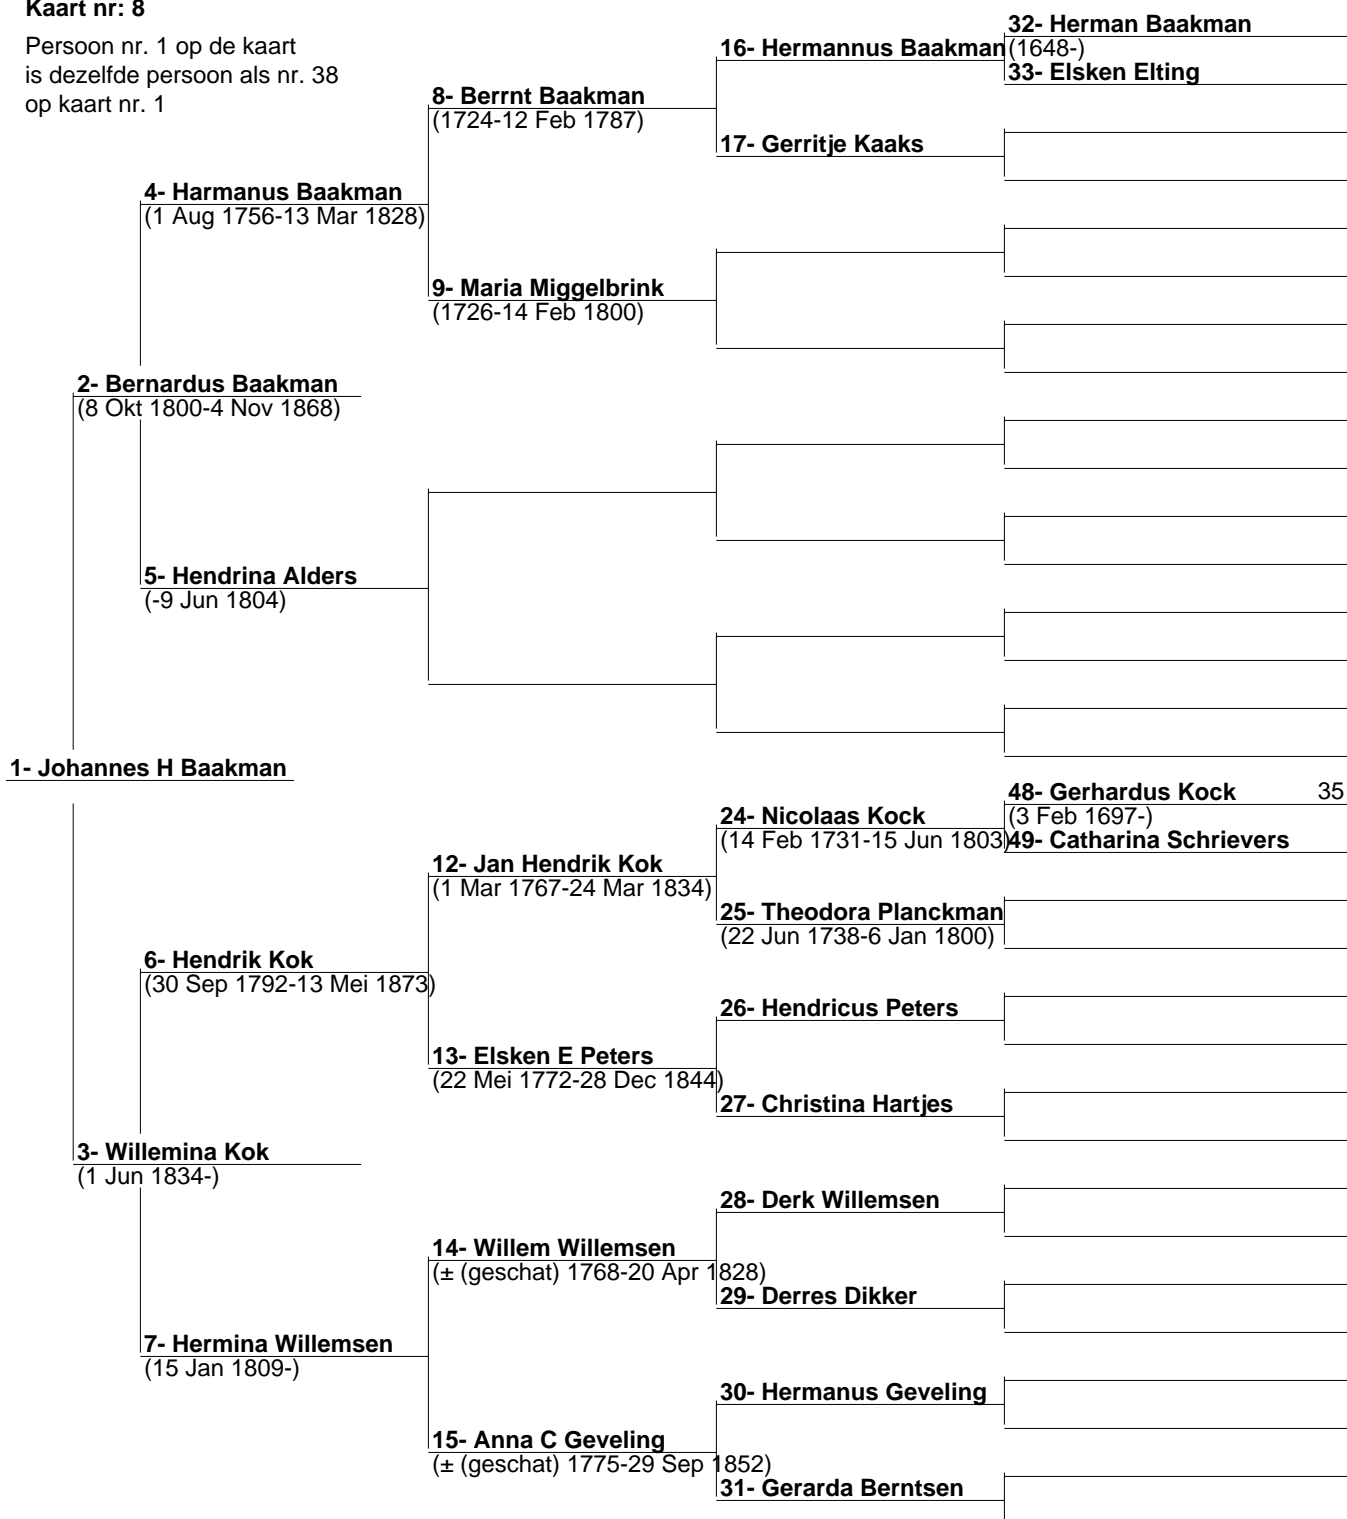 Kaart nr: 8
Persoon nr. 1 op de kaart
is dezelfde persoon als nr. 38
op kaart nr. 1
32- Herman Baakman
(1648-)
16- Hermannus Baakman
33- Elsken Elting
8- Berrnt Baakman
(1724-12 Feb 1787)
17- Gerritje Kaaks
4- Harmanus Baakman
(1 Aug 1756-13 Mar 1828)
9- Maria Miggelbrink
(1726-14 Feb 1800)
2- Bernardus Baakman
(8 Okt 1800-4 Nov 1868)
5- Hendrina Alders
(-9 Jun 1804)
1- Johannes H Baakman
48- Gerhardus Kock 35
(3 Feb 1697-)
24- Nicolaas Kock
(14 Feb 1731-15 Jun 1803)
49- Catharina Schrievers
12- Jan Hendrik Kok
(1 Mar 1767-24 Mar 1834)
25- Theodora Planckman
(22 Jun 1738-6 Jan 1800)
6- Hendrik Kok
(30 Sep 1792-13 Mei 1873)
26- Hendricus Peters
13- Elsken E Peters
(22 Mei 1772-28 Dec 1844)
27- Christina Hartjes
3- Willemina Kok
(1 Jun 1834-)
28- Derk Willemsen
14- Willem Willemsen
(± (geschat) 1768-20 Apr 1828)
29- Derres Dikker
7- Hermina Willemsen
(15 Jan 1809-)
30- Hermanus Geveling
15- Anna C Geveling
(± (geschat) 1775-29 Sep 1852)
31- Gerarda Berntsen